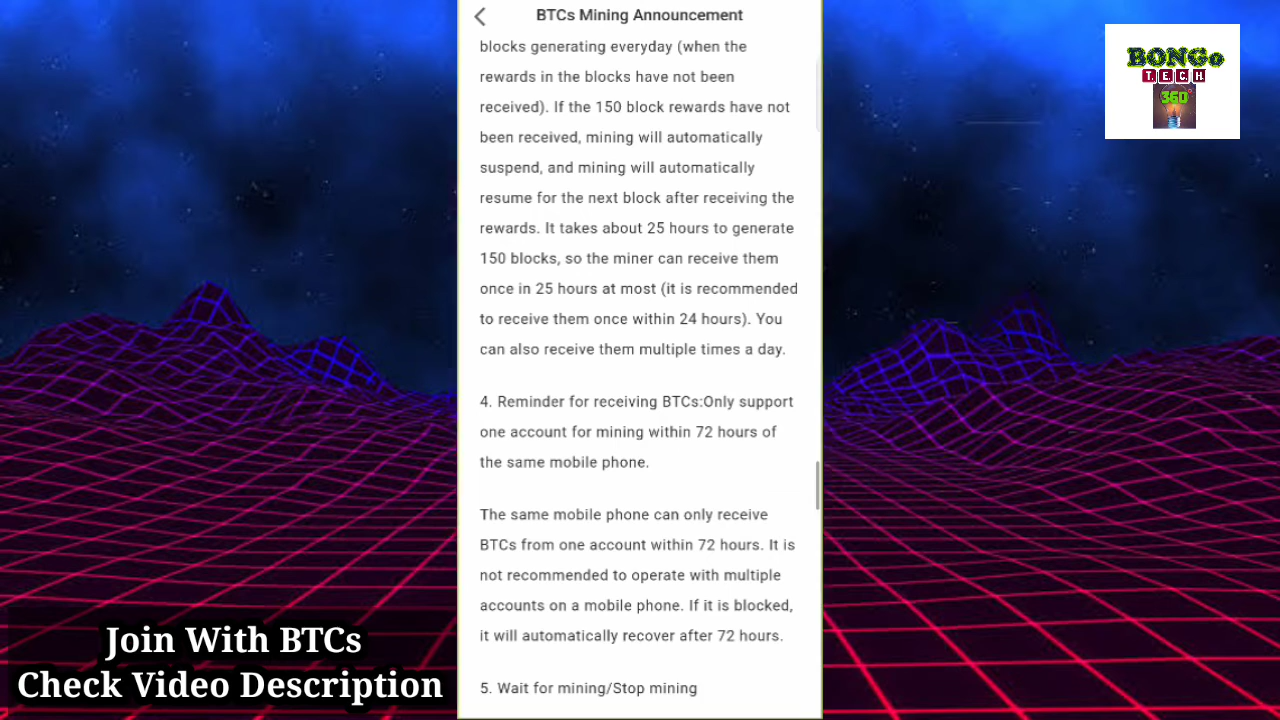 BTCs Mining Announcement
blocks generating everyday (when the
rewards in the blocks have not been
received). If the 150 block rewards have not
been received, mining will automatically
suspend, and mining will automatically
resume for the next block after receiving the
rewards. It takes about 25 hours to generate
150 blocks, so the miner can receive them
once in 25 hours at most (it is recommended
to receive them once within 24 hours). You
can also receive them multiple times a day.
4. Reminder for receiving BTCs:Only support
one account for mining within 72 hours of
the same mobile phone.
The same mobile phone can only receive
BTCs from one account within 72 hours. It is
not recommended to operate with multiple
accounts on a mobile phone. If it is blocked,
it will automatically recover after 72 hours.
5. Wait for mining/Stop mining
BONGo
T.E.C.H
360°
Join With BTCs
Check Video Description